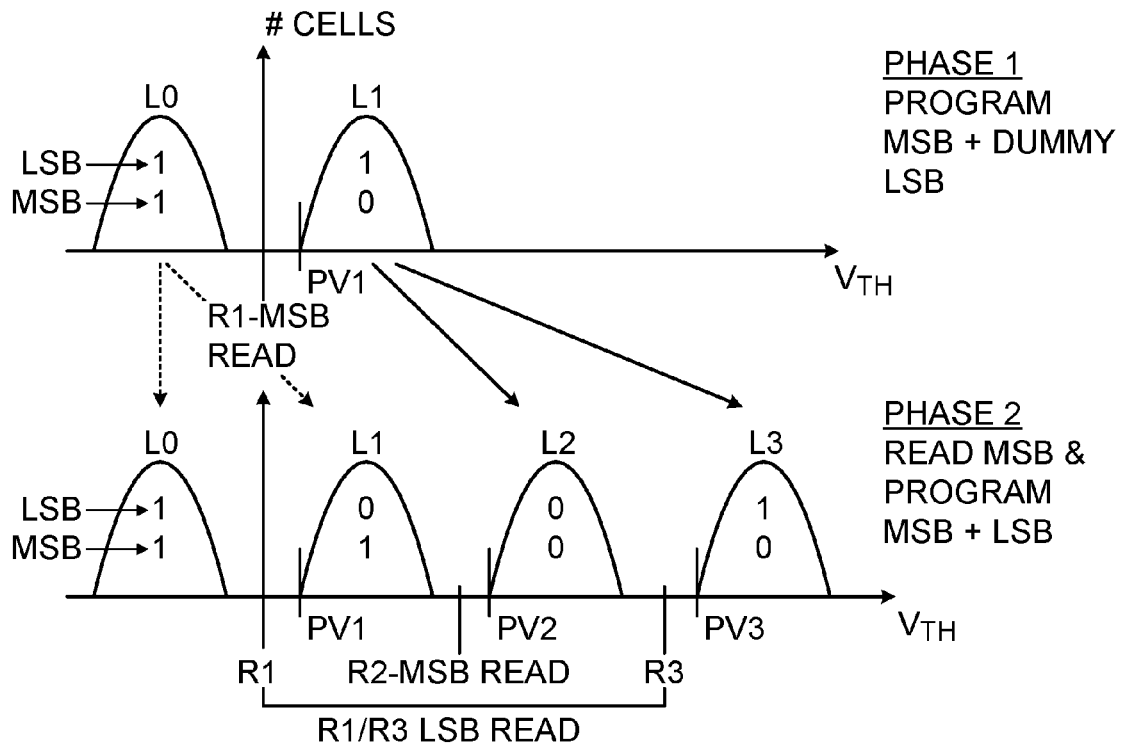 # CELLS
PHASE 1
PROGRAM
MSB + DUMMY
LSB
L0
L1
LSB 1 1
MSB 1 0
PV1
VTH
R1-MSB
READ
PHASE 2
READ MSB &
PROGRAM
MSB + LSB
L0
L1
L2
L3
LSB 1 0 0 1
MSB 1 1 0 0
PV1
PV2
PV3
VTH
R1
R2-MSB READ
R3
R1/R3 LSB READ